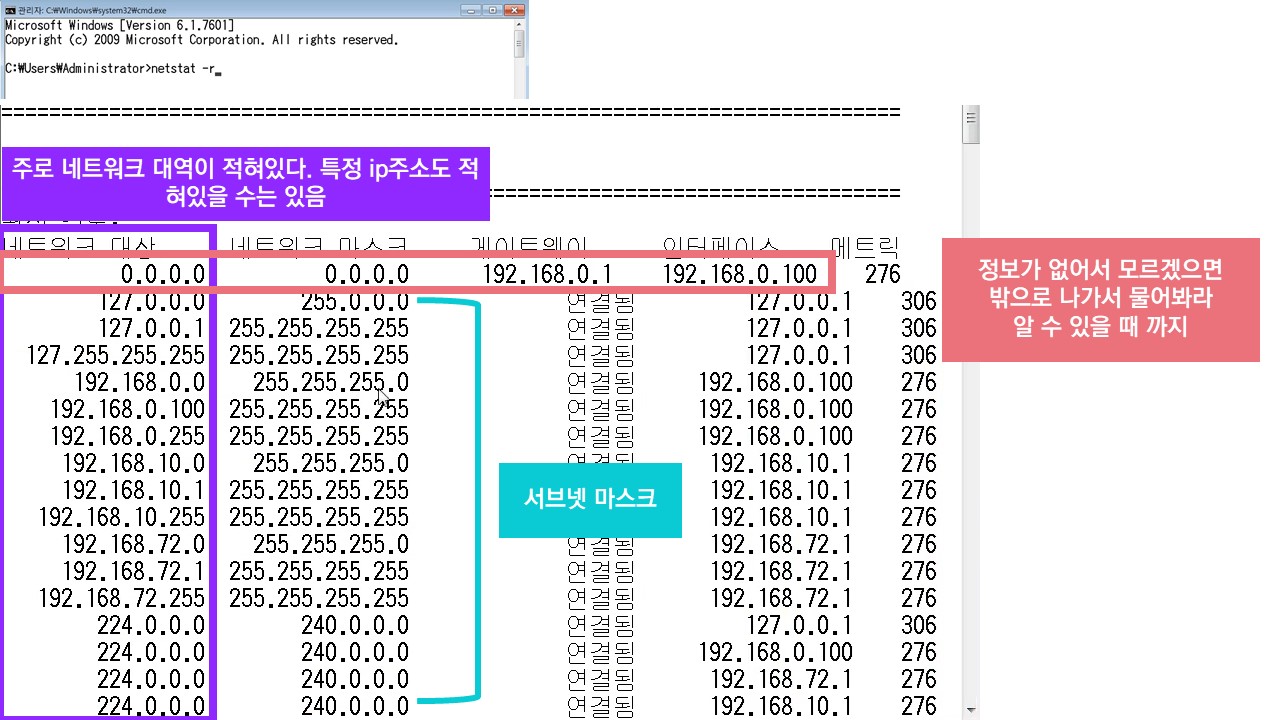 관리자: C:₩Windows₩system32₩cmd.exe
Microsoft Windows [Version 6.1.7601]
Copyright (c) 2009 Microsoft Corporation. All rights reserved.
C:₩Users₩Administrator>netstat -r
===========================================================================
주로 네트워크 대역이 적혀있다. 특정 ip주소도 적
혀있을 수는 있음
네트워크 대상 네트워크 마스크 게이트웨이 인터페이스 메트릭
0.0.0.0 0.0.0.0 192.168.0.1 192.168.0.100 276
정보가 없어서 모르겠으면
밖으로 나가서 물어봐라
알 수 있을 때 까지
127.0.0.0 255.0.0.0 연결됨 127.0.0.1 306
127.0.0.1 255.255.255.255 연결됨 127.0.0.1 306
127.255.255.255 255.255.255.255 연결됨 127.0.0.1 306
192.168.0.0 255.255.255.0 연결됨 192.168.0.100 276
192.168.0.100 255.255.255.255 연결됨 192.168.0.100 276
192.168.0.255 255.255.255.255 연결됨 192.168.0.100 276
192.168.10.0 255.255.255.0 연결됨 192.168.10.1 276
192.168.10.1 255.255.255.255 192.168.10.1 276
서브넷 마스크
192.168.10.255 255.255.255.255 192.168.10.1 276
192.168.72.0 255.255.255.0 연결됨 192.168.72.1 276
192.168.72.1 255.255.255.255 연결됨 192.168.72.1 276
192.168.72.255 255.255.255.255 연결됨 192.168.72.1 276
224.0.0.0 240.0.0.0 연결됨 127.0.0.1 306
224.0.0.0 240.0.0.0 연결됨 192.168.0.100 276
224.0.0.0 240.0.0.0 연결됨 192.168.72.1 276
224.0.0.0 240.0.0.0 연결됨 192.168.10.1 276